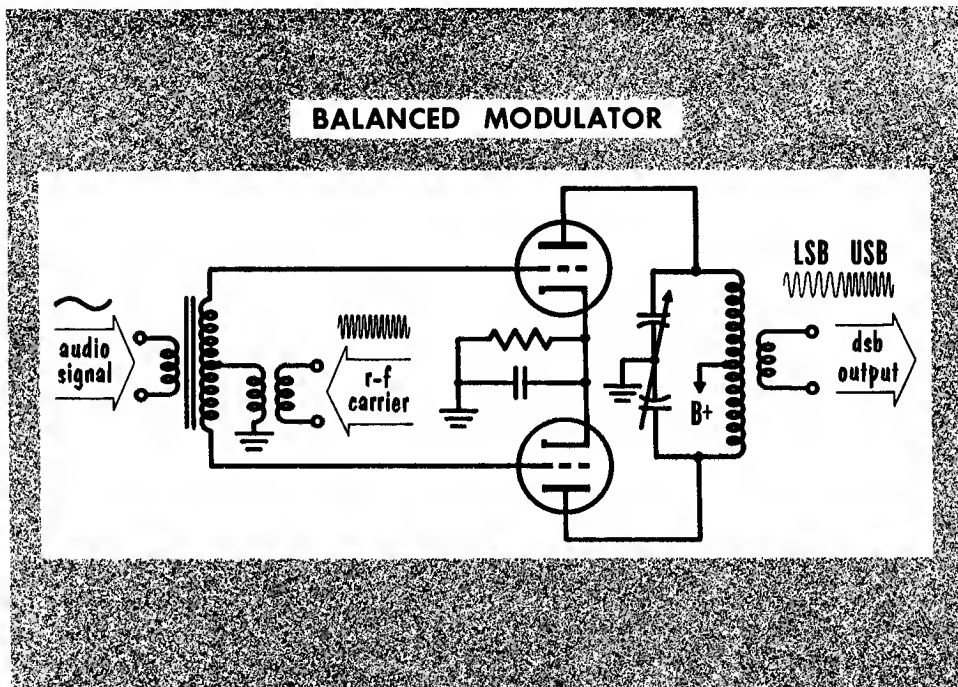 BALANCED MODULATOR
LSB USB
audio
signal
r-f
carrier
B+
dsb
output